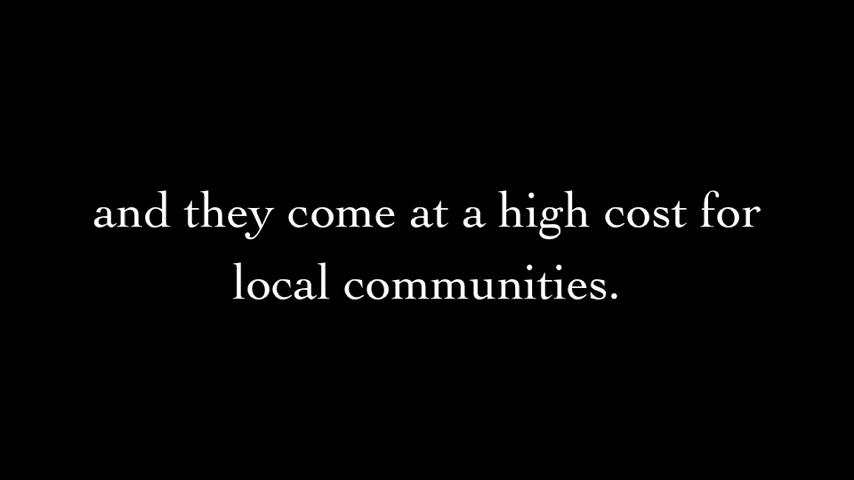 and they come at a high cost for
local communities.